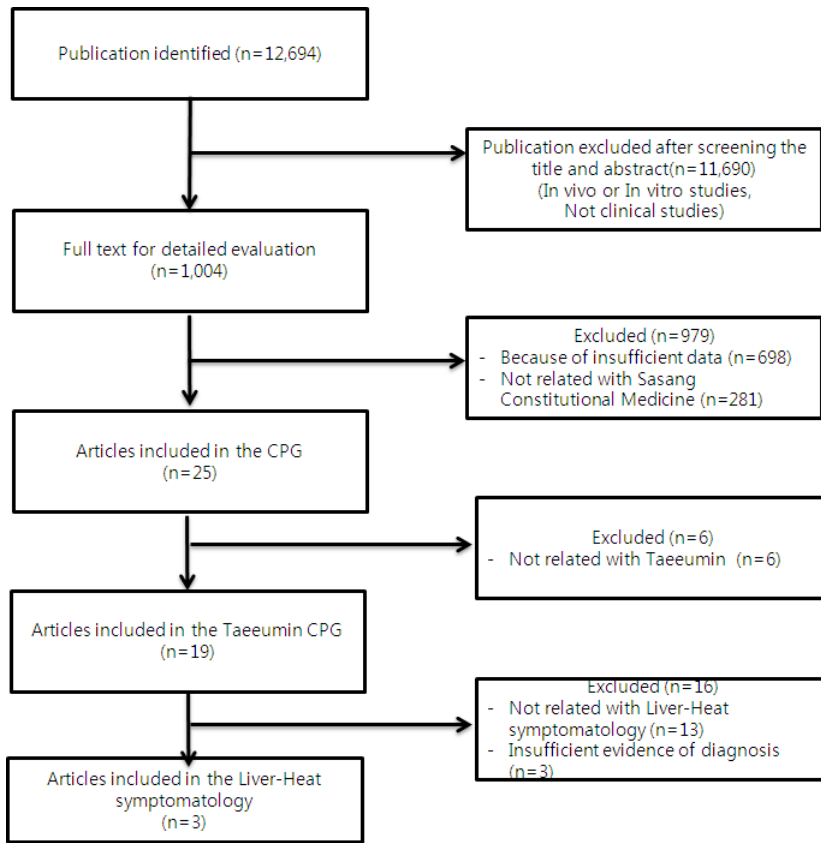 Publication identified (n=12,694)
Publication excluded after screening the
title and abstract(n=11,690)
(In vivo or In vitro studies,
Not clinical studies)
Full text for detailed evaluation
(n=1,004)
Excluded (n=979)
- Because of insufficient data (n=698)
- Not related with Sasang
Constitutional Medicine (n=281)
Articles included in the CPG
(n=25)
Excluded (n=6)
- Not related with Taeeumin (n=6)
Articles included in the Taeeumin CPG
(n=19)
Excluded (n=16)
- Not related with Liver-Heat
symptomatology (n=13)
- Insufficient evidence of diagnosis
(n=3)
Articles included in the Liver-Heat
symptomatology
(n=3)